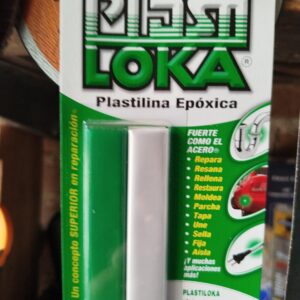 LOKA®
Plastilina Epóxica
Un concepto SUPERIOR en reparación®
FUERTE
COMO EL
ACERO®
• Repara
• Resana
• Rellena
• Restaura
• Moldea
• Parcha
• Tapa
• Une
• Sella
• Fija
• Aísla
¡Y muchas
aplicaciones
más!
PLASTILOKA